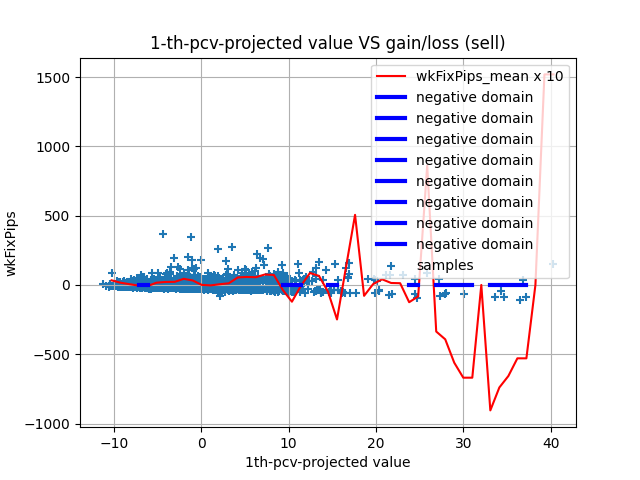 1-th-pcv-projected value VS gain/loss (sell)
wkFixPips_mean x 10
negative domain
negative domain
negative domain
negative domain
negative domain
negative domain
negative domain
negative domain
samples
1500
1000
500
0
−500
−1000
wkFixPips
−10
0
10
20
30
40
1th-pcv-projected value